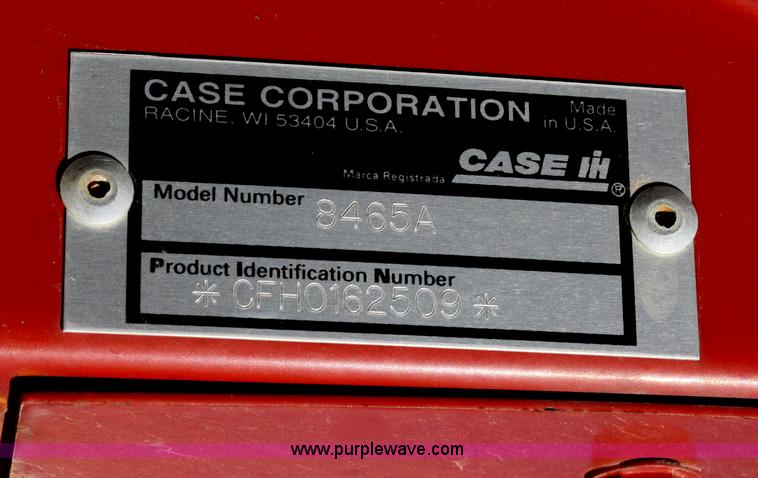 CASE CORPORATION
RACINE, WI 53404 U.S.A.
Made
in U.S.A.
Marca Registrada
CASE IH ®
Model Number 8465A
Product Identification Number
* CFH0162509 *
www.purplewave.com